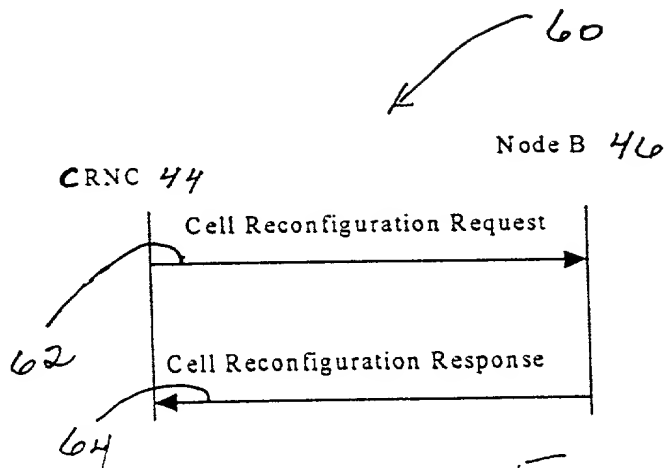 60
Node B 46
CRNC 44
Cell Reconfiguration Request
62
Cell Reconfiguration Response
64